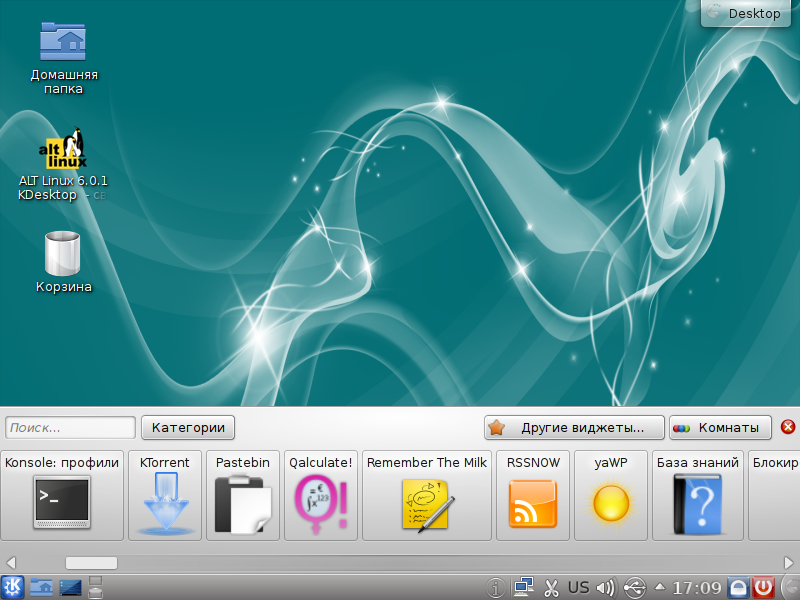 Desktop
Домашняя
папка
alt
linux
ALT Linux 6.0.1
KDesktop -
Корзина
Поиск...
Категории
Другие виджеты...
Комнаты
Konsole: профили
KTorrent
Pastebin
Qalculate!
Remember The Milk
RSSNOW
yaWP
База знаний
Блокир
US
17:09